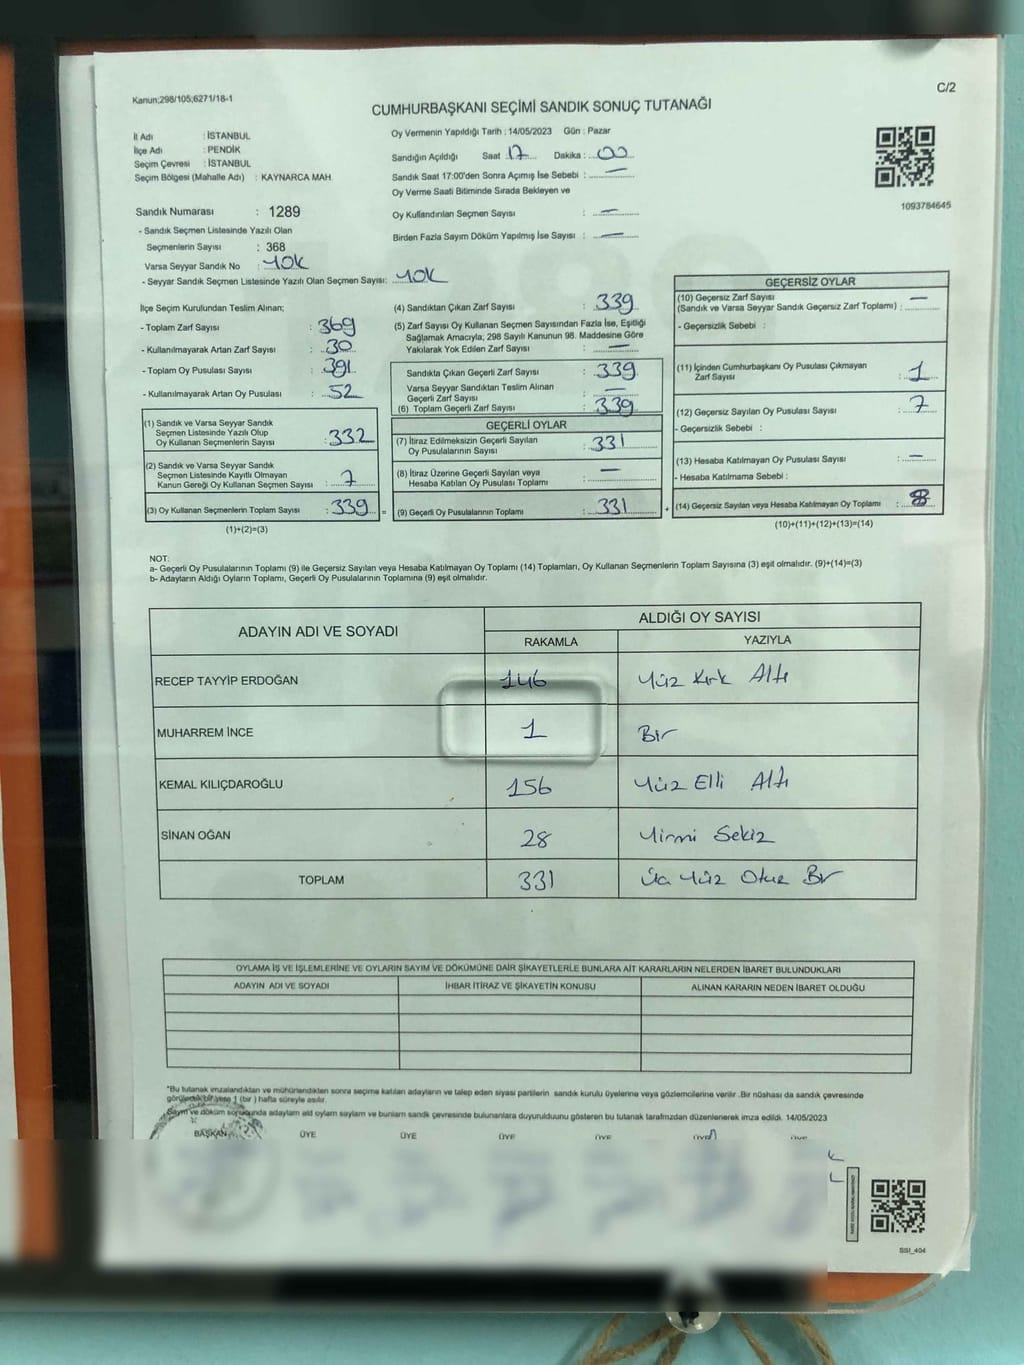 Kanun;298/105;6271/18-1
C/2
CUMHURBAŞKANI SEÇİMİ SANDIK SONUÇ TUTANAĞI
İl Adı : İSTANBUL
İlçe Adı : PENDİK
Seçim Çevresi : İSTANBUL
Seçim Bölgesi (Mahalle Adı) : KAYNARCA MAH.
Sandık Numarası : 1289
- Sandık Seçmen Listesinde Yazılı Olan
Seçmenlerin Sayısı : 368
Varsa Seyyar Sandık No : YOK
- Seyyar Sandık Seçmen Listesinde Yazılı Olan Seçmen Sayısı: YOK
Oy Vermenin Yapıldığı Tarih : 14/05/2023 Gün : Pazar
Sandığın Açıldığı Saat 17 Dakika : 00
Sandık Saat 17:00'den Sonra Açımış İse Sebebi : —
Oy Verme Saati Bitiminde Sırada Bekleyen ve
Oy Kullandırılan Seçmen Sayısı : —
Birden Fazla Sayım Döküm Yapılmış İse Sayısı : —
1093784645
İlçe Seçim Kurulundan Teslim Alınan;
- Toplam Zarf Sayısı : 369
- Kullanılmayarak Artan Zarf Sayısı : 30
- Toplam Oy Pusulası Sayısı : 391
- Kullanılmayarak Artan Oy Pusulası : 52
(1) Sandık ve Varsa Seyyar Sandık
Seçmen Listesinde Yazılı Olup
Oy Kullanan Seçmenlerin Sayısı : 332
(2) Sandık ve Varsa Seyyar Sandık
Seçmen Listesinde Kayıtlı Olmayan
Kanun Gereği Oy Kullanan Seçmen Sayısı : 7
(3) Oy Kullanan Seçmenlerin Toplam Sayısı : 339 =
(1)+(2)=(3)
(4) Sandıktan Çıkan Zarf Sayısı : 339
(5) Zarf Sayısı Oy Kullanan Seçmen Sayısından Fazla İse, Eşitliği
Sağlamak Amacıyla; 298 Sayılı Kanunun 98. Maddesine Göre
Yakılarak Yok Edilen Zarf Sayısı : —
Sandıkta Çıkan Geçerli Zarf Sayısı : 339
Varsa Seyyar Sandıktan Teslim Alınan
Geçerli Zarf Sayısı : —
(6) Toplam Geçerli Zarf Sayısı : 339
GEÇERLİ OYLAR
(7) İtiraz Edilmeksizin Geçerli Sayılan
Oy Pusulalarının Sayısı : 331
(8) İtiraz Üzerine Geçerli Sayılan veya
Hesaba Katılan Oy Pusulası Toplamı : —
(9) Geçerli Oy Pusulalarının Toplamı : 331 +
GEÇERSİZ OYLAR
(10) Geçersiz Zarf Sayısı
(Sandık ve Varsa Seyyar Sandık Geçersiz Zarf Toplamı) : —
- Geçersizlik Sebebi :
(11) İçinden Cumhurbaşkanı Oy Pusulası Çıkmayan
Zarf Sayısı : 1
(12) Geçersiz Sayılan Oy Pusulası Sayısı : 7
- Geçersizlik Sebebi :
(13) Hesaba Katılmayan Oy Pusulası Sayısı : —
- Hesaba Katılmama Sebebi :
(14) Geçersiz Sayılan veya Hesaba Katılmayan Oy Toplamı : 8
(10)+(11)+(12)+(13)=(14)
NOT:
a- Geçerli Oy Pusulalarının Toplamı (9) ile Geçersiz Sayılan veya Hesaba Katılmayan Oy Toplamı (14) Toplamları, Oy Kullanan Seçmenlerin Toplam Sayısına (3) eşit olmalıdır. (9)+(14)=(3)
b- Adayların Aldığı Oyların Toplamı, Geçerli Oy Pusulalarının Toplamına (9) eşit olmalıdır.
ADAYIN ADI VE SOYADI
ALDIĞI OY SAYISI
RAKAMLA YAZIYLA
RECEP TAYYİP ERDOĞAN 146 Yüz Kırk Altı
MUHARREM İNCE 1 Bir
KEMAL KILIÇDAROĞLU 156 Yüz Elli Altı
SİNAN OĞAN 28 Yirmi Sekiz
TOPLAM 331 Üç Yüz Otuz Bir
OYLAMA İŞ VE İŞLEMLERİNE VE OYLARIN SAYIM VE DÖKÜMÜNE DAİR ŞİKAYETLERLE BUNLARA AİT KARARLARIN NELERDEN İBARET BULUNDUKLARI
ADAYIN ADI VE SOYADI İHBAR İTİRAZ VE ŞİKAYETİN KONUSU ALINAN KARARIN NEDEN İBARET OLDUĞU
*Bu tutanak imzalandıktan ve mühürlendikten sonra seçime katılan adayların ve talep eden siyasi partilerin sandık kurulu üyelerine veya gözlemcilerine verilir .Bir nüshası da sandık çevresinde
görülecek bir yere 1 (bir ) hafta süreyle asılır.
Sayım ve döküm sonucunda adayların ald oyların sayların ve bunların sandık çevresinde bulunanlara duyurulduunu gösteren bu tutanak tarafımızdan düzenlenerek imza edildi. 14/05/2023
BAŞKAN ÜYE ÜYE ÜYE ÜYE ÜYE ÜYE
SSI_404